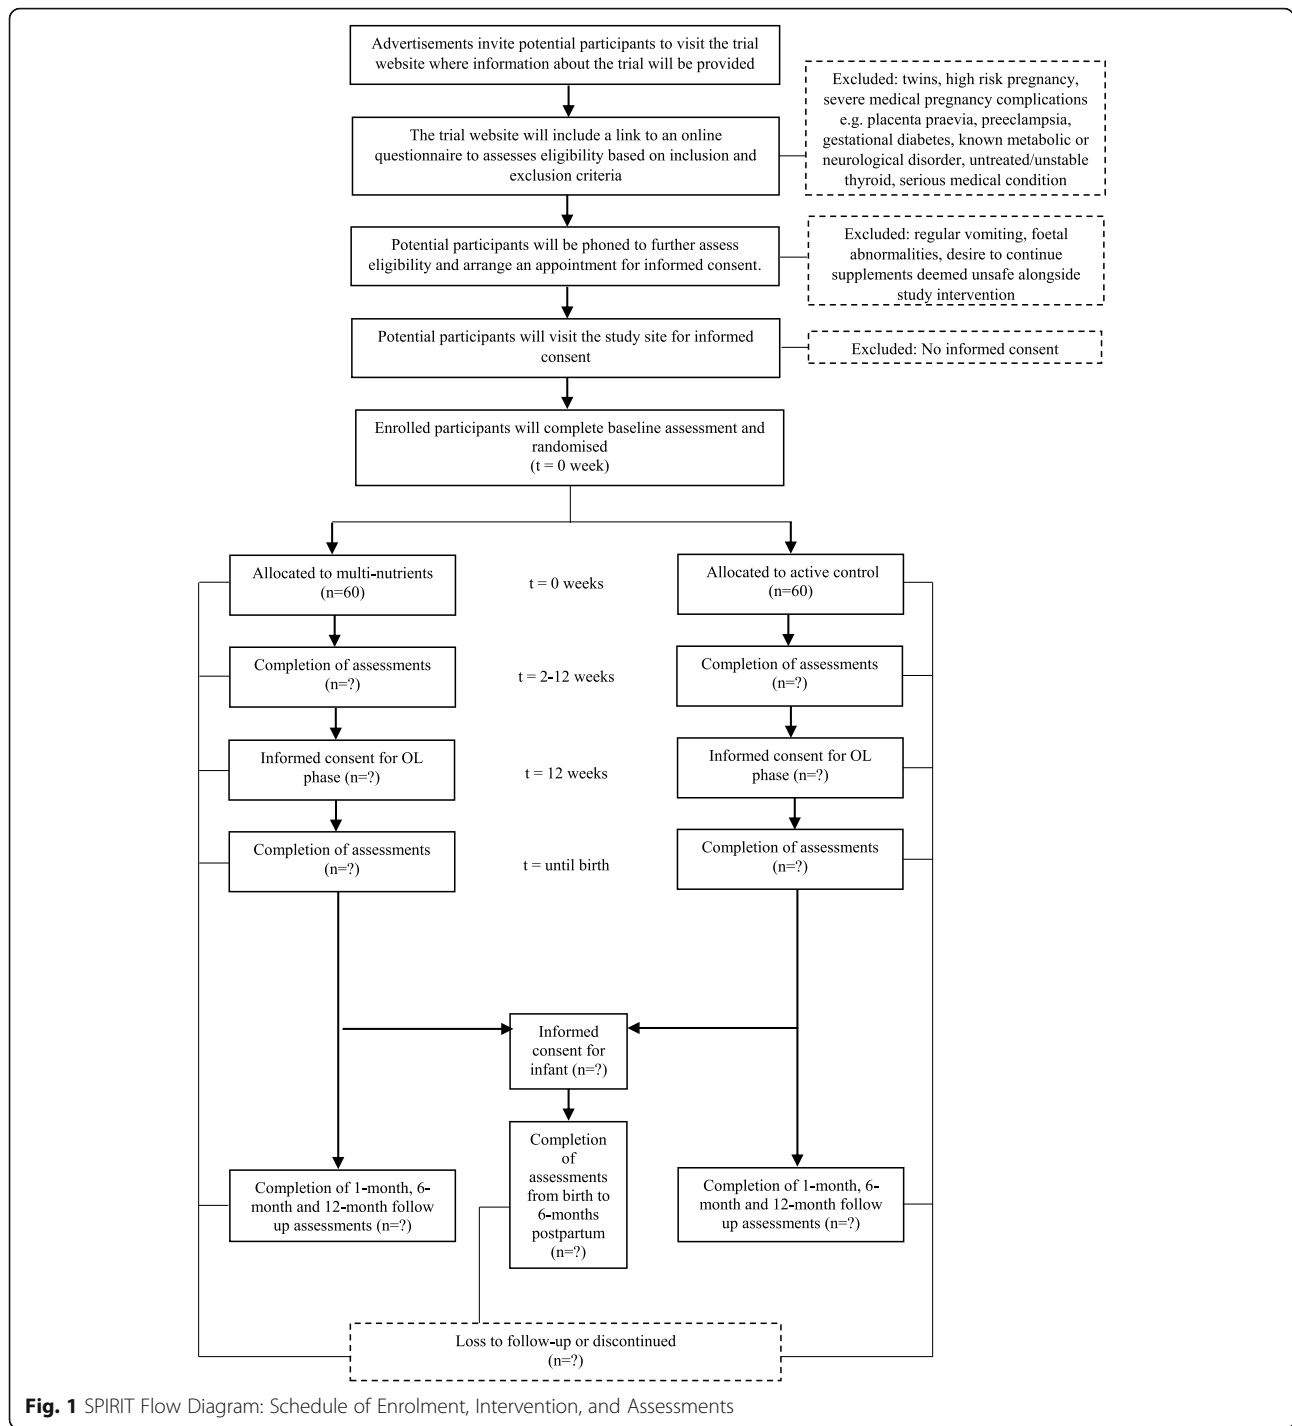 Advertisements invite potential participants to visit the trial
website where information about the trial will be provided
Excluded: twins, high risk pregnancy,
severe medical pregnancy complications
e.g. placenta praevia, preeclampsia,
gestational diabetes, known metabolic or
neurological disorder, untreated/unstable
thyroid, serious medical condition
The trial website will include a link to an online
questionnaire to assesses eligibility based on inclusion and
exclusion criteria
Potential participants will be phoned to further assess
eligibility and arrange an appointment for informed consent.
Excluded: regular vomiting, foetal
abnormalities, desire to continue
supplements deemed unsafe alongside
study intervention
Potential participants will visit the study site for informed
consent
Excluded: No informed consent
Enrolled participants will complete baseline assessment and
randomised
(t = 0 week)
Allocated to multi-nutrients
(n=60)
t = 0 weeks
Allocated to active control
(n=60)
Completion of assessments
(n=?)
t = 2-12 weeks
Completion of assessments
(n=?)
Informed consent for OL
phase (n=?)
t = 12 weeks
Informed consent for OL
phase (n=?)
Completion of assessments
(n=?)
t = until birth
Completion of assessments
(n=?)
Informed
consent for
infant (n=?)
Completion
of
assessments
from birth to
6-months
postpartum
(n=?)
Completion of 1-month, 6-
month and 12-month follow
up assessments (n=?)
Completion of 1-month, 6-
month and 12-month follow
up assessments (n=?)
Loss to follow-up or discontinued
(n=?)
Fig. 1 SPIRIT Flow Diagram: Schedule of Enrolment, Intervention, and Assessments